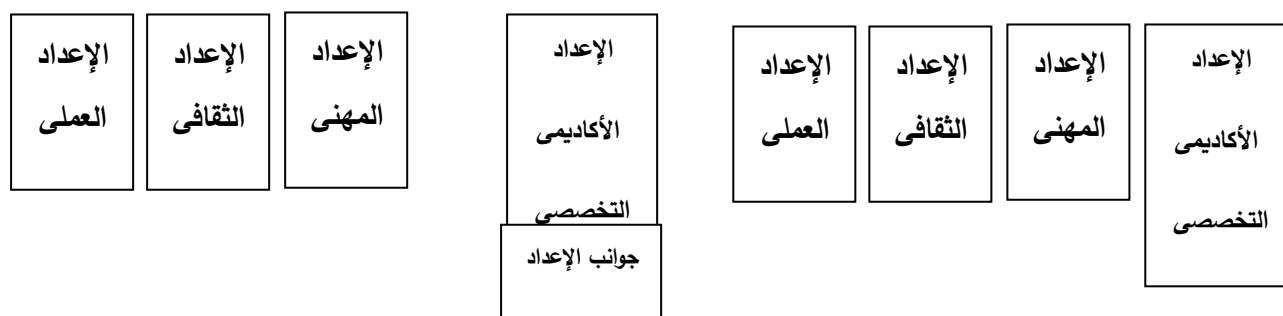 الإعداد
الأكاديمى
التخصصى
الإعداد
المهنى
الإعداد
الثقافى
الإعداد
العملى
الإعداد
الأكاديمى
التخصصى
جوانب الإعداد
الإعداد
المهنى
الإعداد
الثقافى
الإعداد
العملى